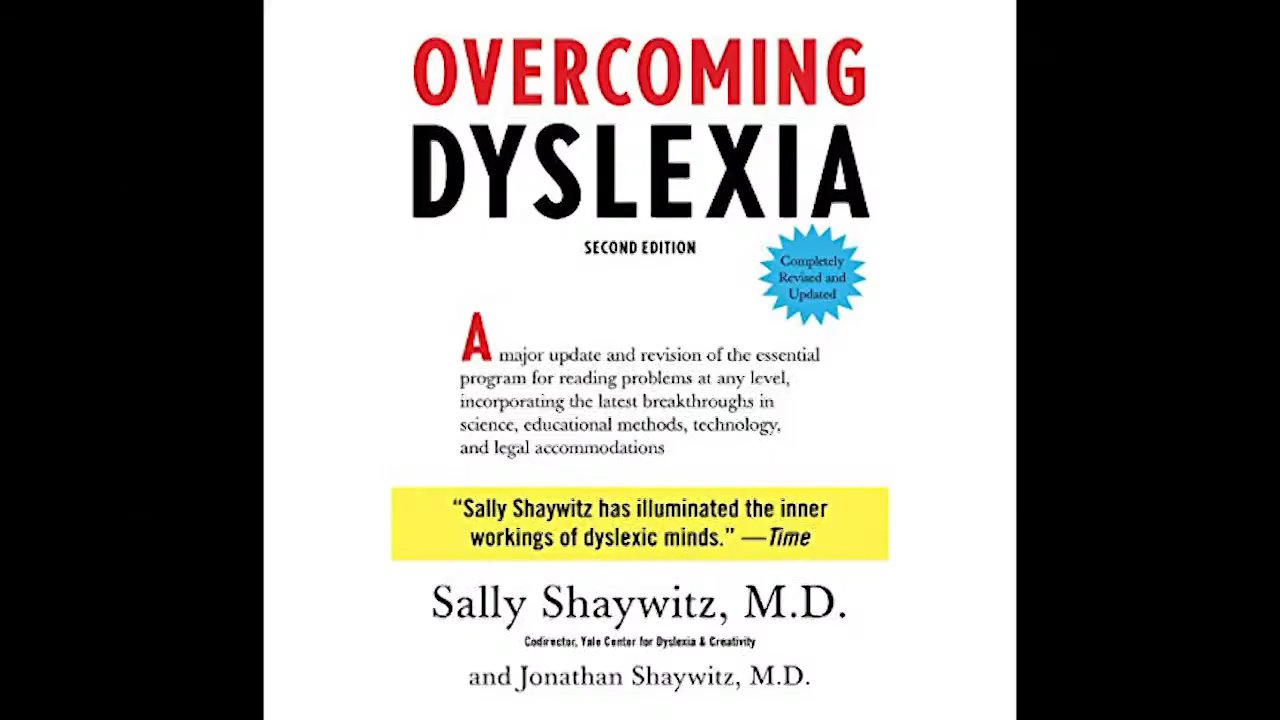 OVERCOMING
DYSLEXIA
SECOND EDITION
Completely
Revised and
Updated
A major update and revision of the essential
program for reading problems at any level,
incorporating the latest breakthroughs in
science, educational methods, technology,
and legal accommodations
“Sally Shaywitz has illuminated the inner
workings of dyslexic minds.” —Time
Sally Shaywitz, M.D.
Codirector, Yale Center for Dyslexia & Creativity
and Jonathan Shaywitz, M.D.